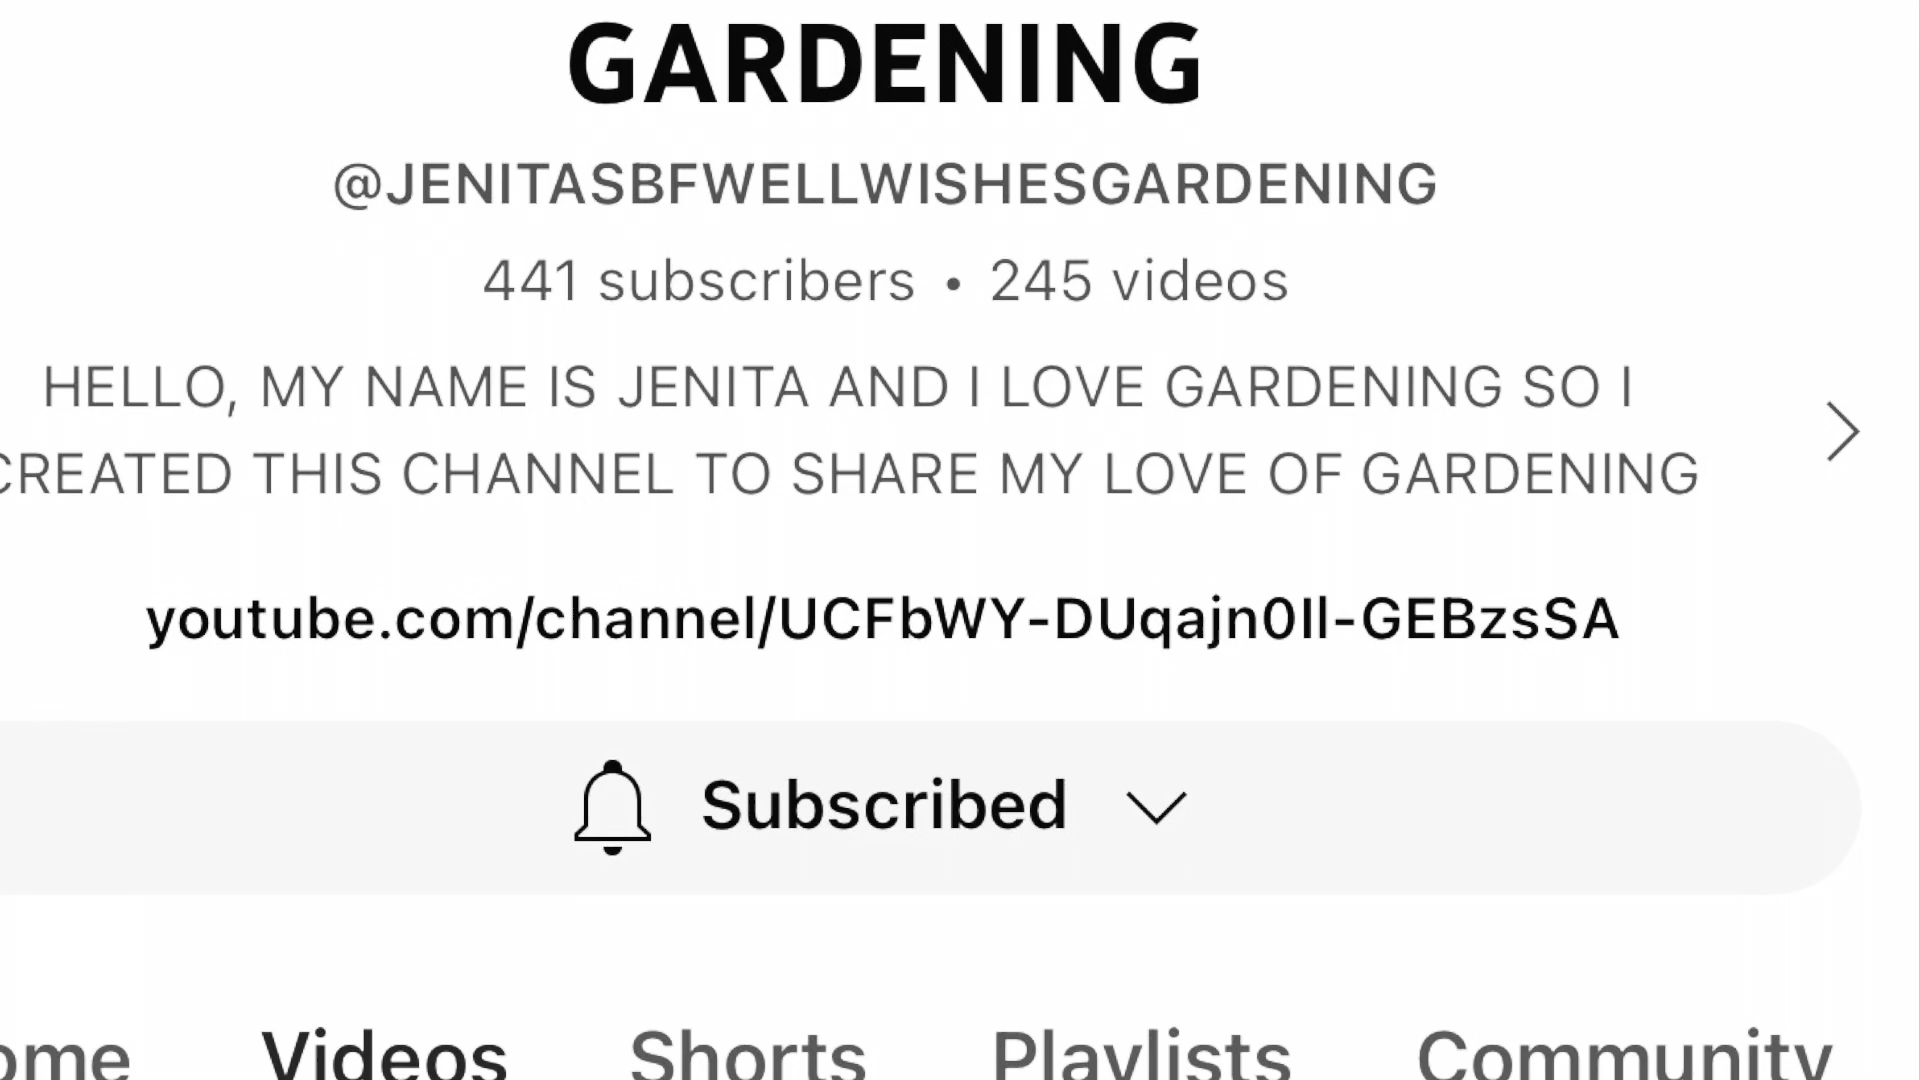 GARDENING
@JENITASBFWELLWISHESGARDENING
441 subscribers • 245 videos
HELLO, MY NAME IS JENITA AND I LOVE GARDENING SO I
CREATED THIS CHANNEL TO SHARE MY LOVE OF GARDENING
youtube.com/channel/UCFbWY-DUqajn0Il-GEBzsSA
Subscribed
ome Videos Shorts Playlists Community